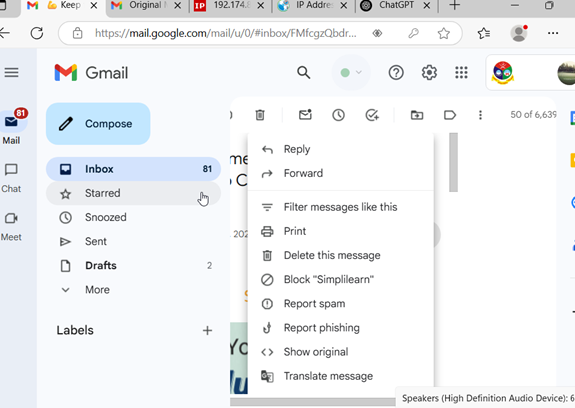 Keep
Original M
IP
192.174.8
IP Addre
ChatGPT
https://mail.google.com/mail/u/0/#inbox/FMfcgzQbdr...
Gmail
81
Mail
Chat
Meet
Compose
Inbox 81
Starred
Snoozed
Sent
Drafts 2
More
Labels
50 of 6,639
me
o C
202
Reply
Forward
Filter messages like this
Print
Delete this message
Block "Simplilearn"
Report spam
Report phishing
Show original
Translate message
Yo
Speakers (High Definition Audio Device): 6